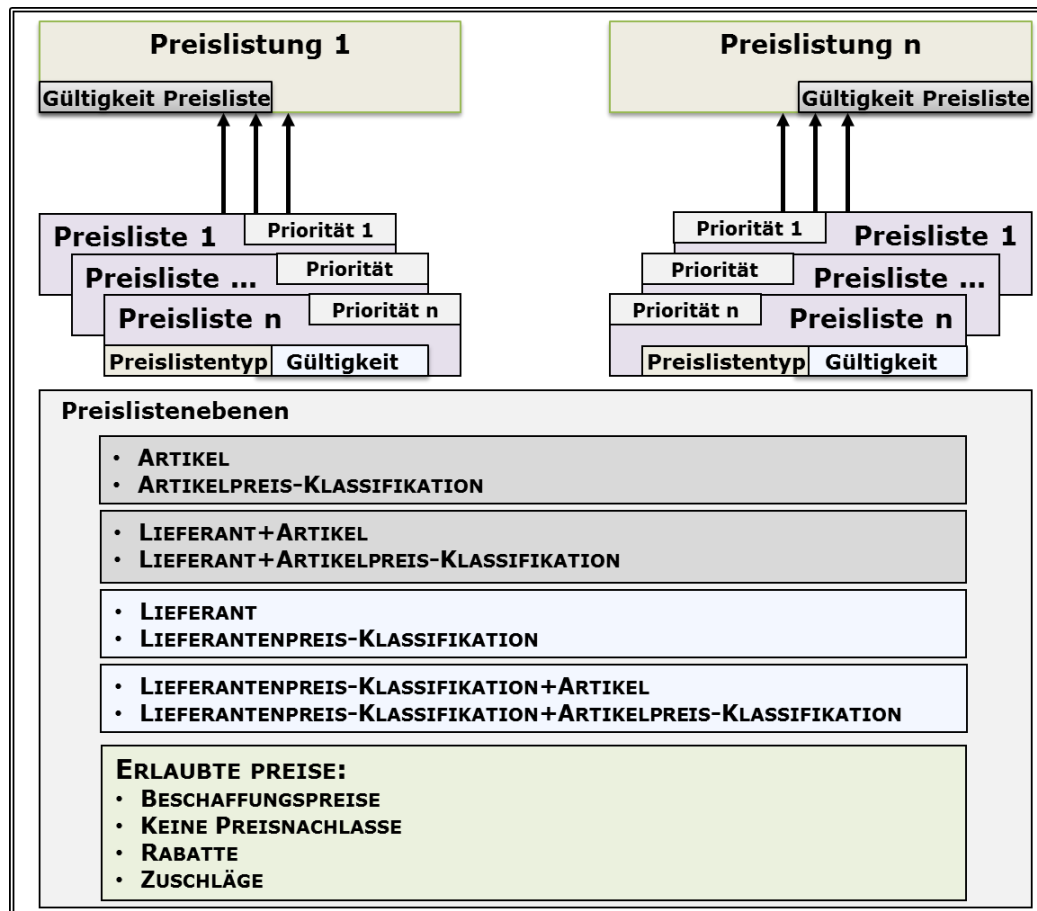 Preislistung 1
Gültigkeit Preisliste
Preislistung n
Gültigkeit Preisliste
Preisliste 1
Priorität 1
Preisliste ...
Priorität
Preisliste n
Priorität n
Preislistentyp
Gültigkeit
Priorität 1
Preisliste 1
Priorität
Preisliste ...
Priorität n
Preisliste n
Preislistentyp
Gültigkeit
Preislistenebenen
• ARTIKEL
• ARTIKELPREIS-KLASSIFIKATION
• LIEFERANT+ARTIKEL
• LIEFERANT+ARTIKELPREIS-KLASSIFIKATION
• LIEFERANT
• LIEFERANTENPREIS-KLASSIFIKATION
• LIEFERANTENPREIS-KLASSIFIKATION+ARTIKEL
• LIEFERANTENPREIS-KLASSIFIKATION+ARTIKELPREIS-KLASSIFIKATION
ERLAUBTE PREISE:
• BESCHAFFUNGSPREISE
• KEINE PREISNACHLASSE
• RABATTE
• ZUSCHLÄGE